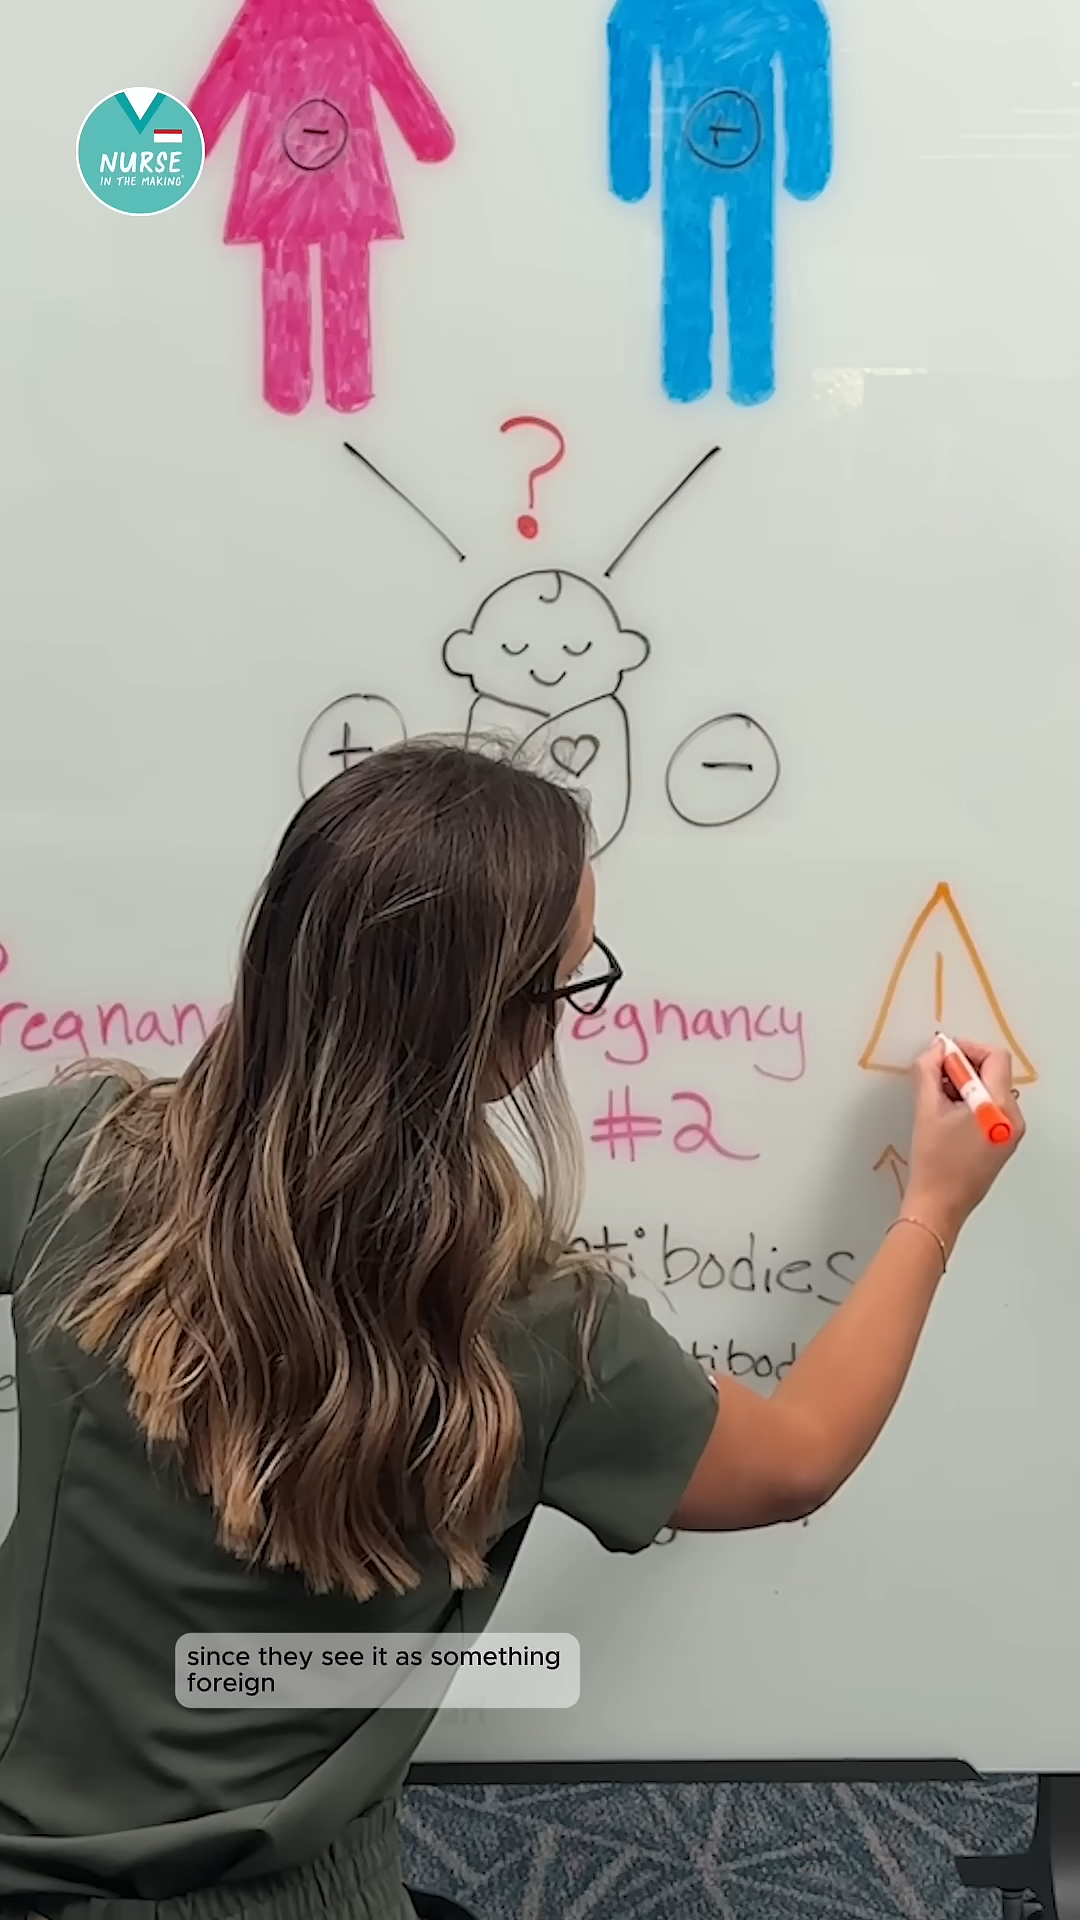 NURSE
IN THE MAKING
−
+
?
+
−
regnan
egnancy
#2
ntibodies
tibod
since they see it as something
foreign